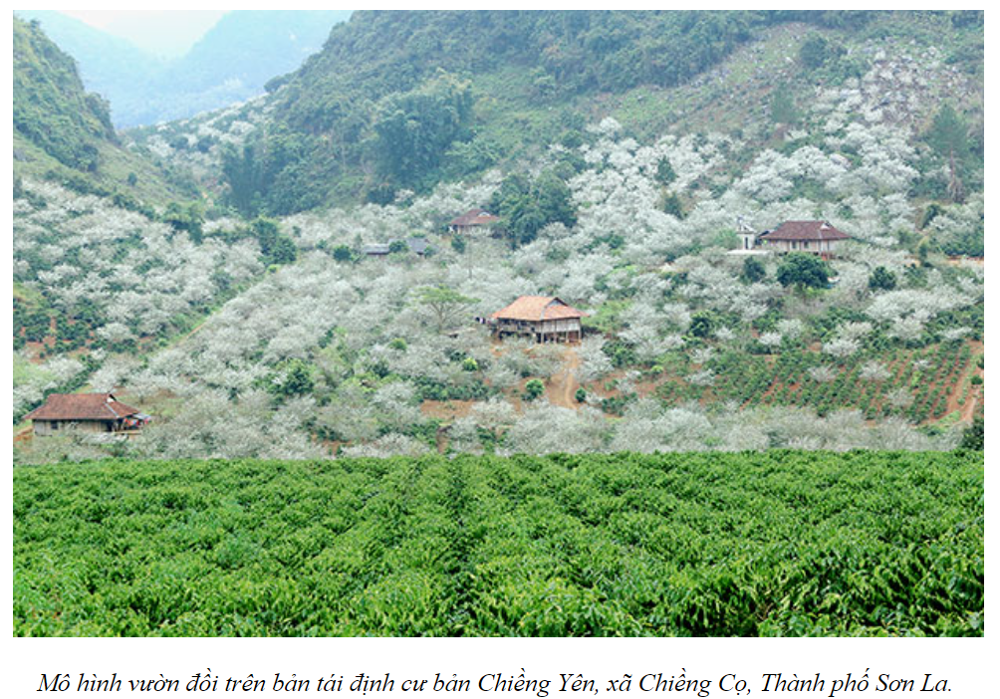 Mô hình vườn đồi trên bản tái định cư bản Chiềng Yên, xã Chiềng Cọ, Thành phố Sơn La.